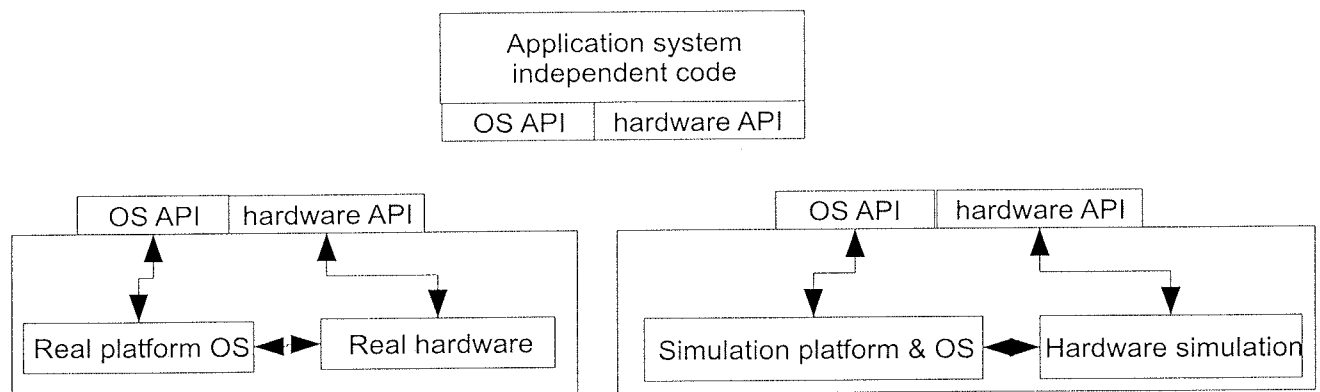 Application system
independent code
OS API hardware API
OS API hardware API
OS API hardware API
Real platform OS Real hardware
Simulation platform & OS Hardware simulation